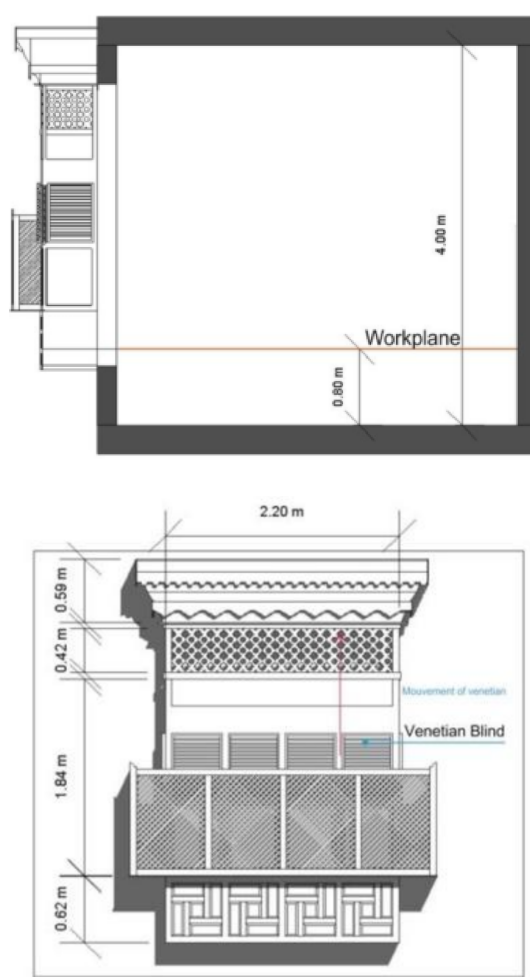 4.00 m
Workplane
0.80 m
2.20 m
0.59 m
0.42 m
Mouvement of venetian
Venetian Blind
1.84 m
0.62 m